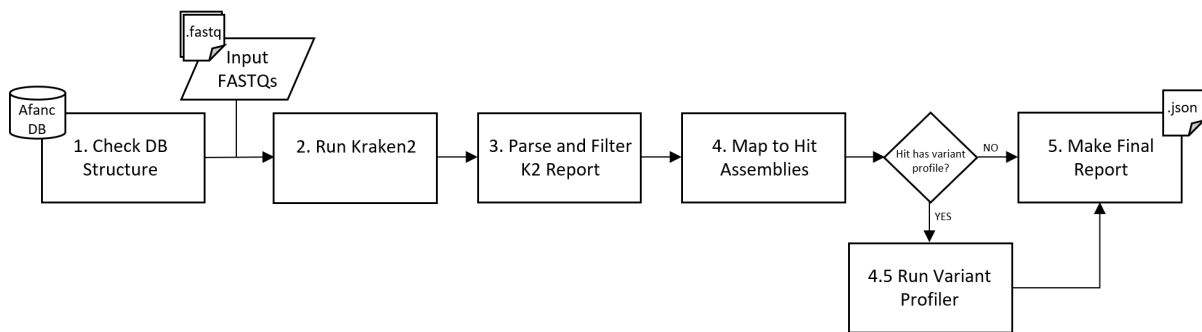 .fastq
Input
FASTQs
Afanc
DB
1. Check DB
Structure
2. Run Kraken2
3. Parse and Filter
K2 Report
4. Map to Hit
Assemblies
Hit has variant
profile?
NO
YES
.json
5. Make Final
Report
4.5 Run Variant
Profiler